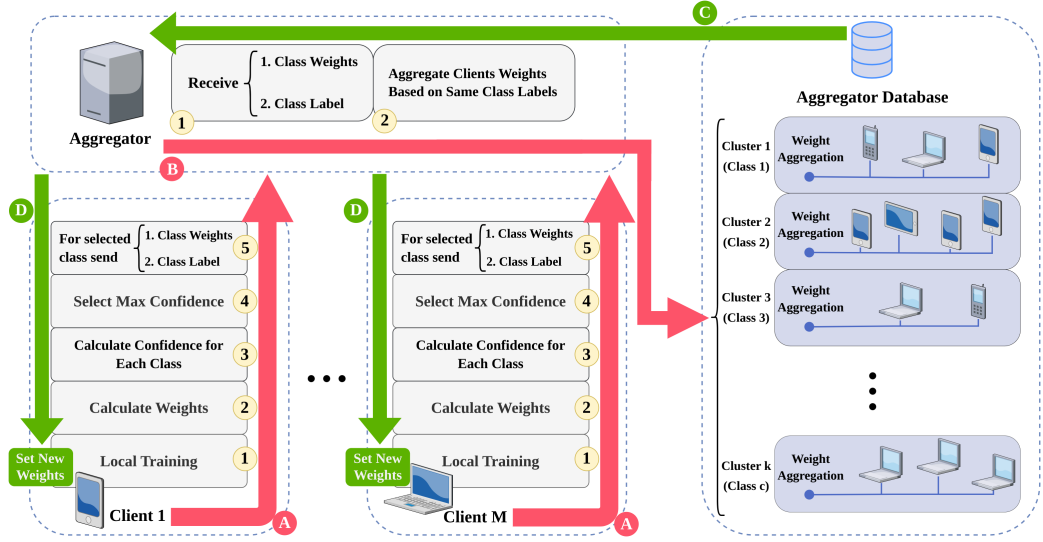 C
Receive
1. Class Weights
2. Class Label
1
Aggregate Clients Weights
Based on Same Class Labels
2
Aggregator
B
Aggregator Database
Cluster 1
(Class 1)
Weight
Aggregation
Cluster 2
(Class 2)
Weight
Aggregation
Cluster 3
(Class 3)
Weight
Aggregation
Cluster k
(Class c)
Weight
Aggregation
D
For selected
class send
1. Class Weights
2. Class Label
5
Select Max Confidence
4
Calculate Confidence for
Each Class
3
Calculate Weights
2
Local Training
1
Set New
Weights
Client 1
A
D
For selected
class send
1. Class Weights
2. Class Label
5
Select Max Confidence
4
Calculate Confidence for
Each Class
3
Calculate Weights
2
Local Training
1
Set New
Weights
Client M
A